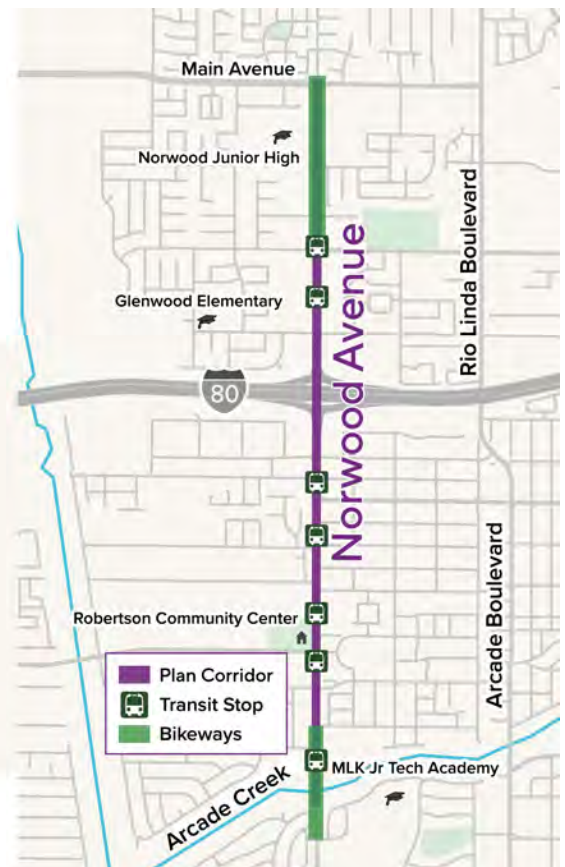 Main Avenue
Norwood Junior High
Norwood Avenue
Rio Linda Boulevard
Glenwood Elementary
80
Robertson Community Center
Arcade Boulevard
Plan Corridor
Transit Stop
Bikeways
MLK Jr Tech Academy
Arcade Creek